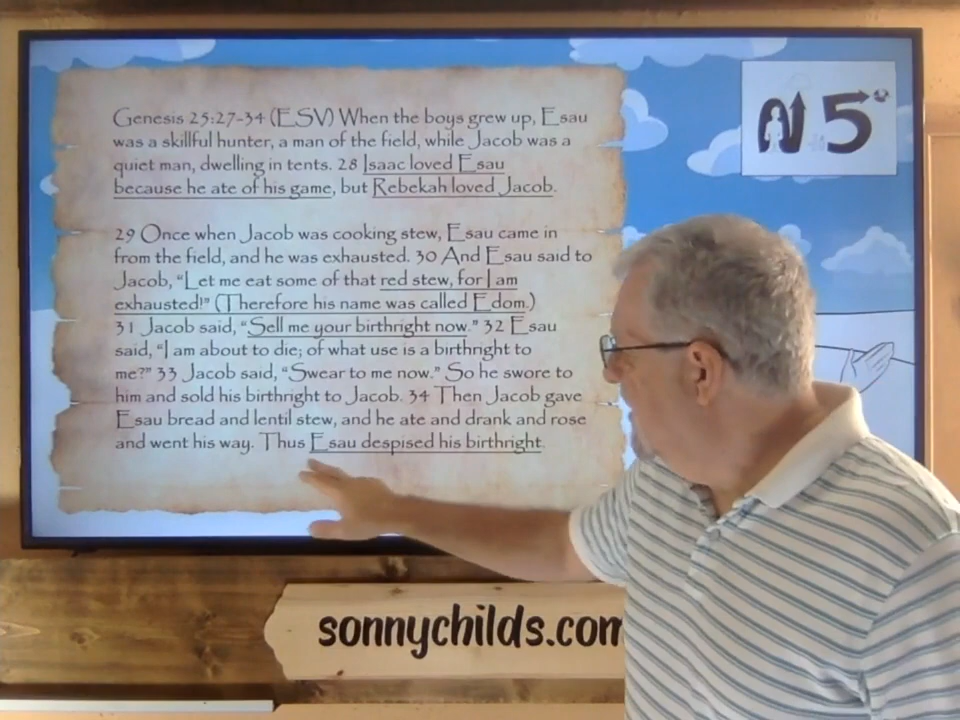 Genesis 25:27-34 (ESV) When the boys grew up, Esau
was a skillful hunter, a man of the field, while Jacob was a
quiet man, dwelling in tents. 28 Isaac loved Esau
because he ate of his game, but Rebekah loved Jacob.
29 Once when Jacob was cooking stew, Esau came in
from the field, and he was exhausted. 30 And Esau said to
Jacob, “Let me eat some of that red stew, for I am
exhausted!” (Therefore his name was called Edom.)
31 Jacob said, “Sell me your birthright now.” 32 Esau
said, “I am about to die; of what use is a birthright to
me?” 33 Jacob said, “Swear to me now.” So he swore to
him and sold his birthright to Jacob. 34 Then Jacob gave
Esau bread and lentil stew, and he ate and drank and rose
and went his way. Thus Esau despised his birthright.
5
sonnychilds.com